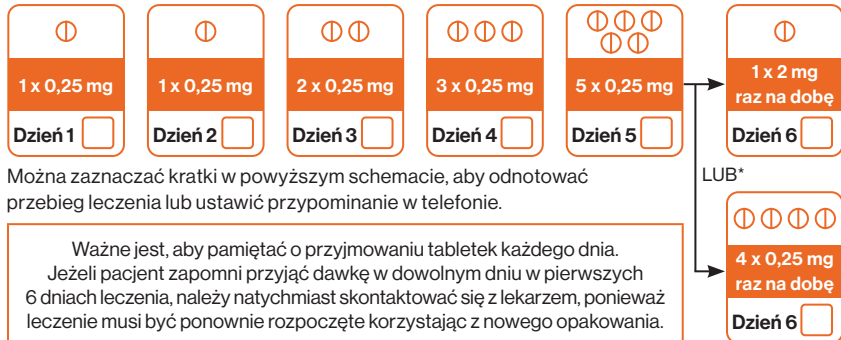 1 x 0,25 mg
Dzień 1
1 x 0,25 mg
Dzień 2
2 x 0,25 mg
Dzień 3
3 x 0,25 mg
Dzień 4
5 x 0,25 mg
Dzień 5
1 x 2 mg
raz na dobę
Dzień 6
LUB*
4 x 0,25 mg
raz na dobę
Dzień 6
Można zaznaczać kratki w powyższym schemacie, aby odnotować
przebieg leczenia lub ustawić przypominanie w telefonie.
Ważne jest, aby pamiętać o przyjmowaniu tabletek każdego dnia.
Jeżeli pacjent zapomni przyjąć dawkę w dowolnym dniu w pierwszych
6 dniach leczenia, należy natychmiast skontaktować się z lekarzem, ponieważ
leczenie musi być ponownie rozpoczęte korzystając z nowego opakowania.